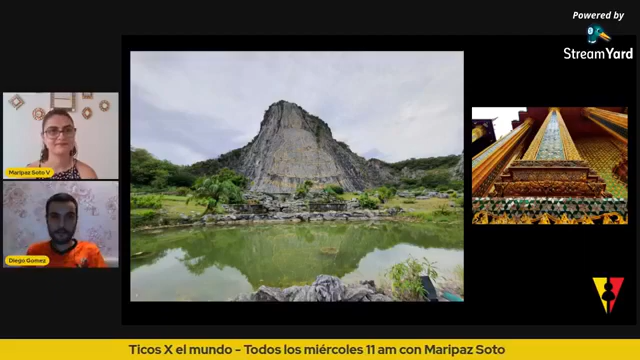 Powered by
StreamYard
Maripaz Soto V
Diego Gomez
Ticos X el mundo - Todos los miércoles 11 am con Maripaz Soto